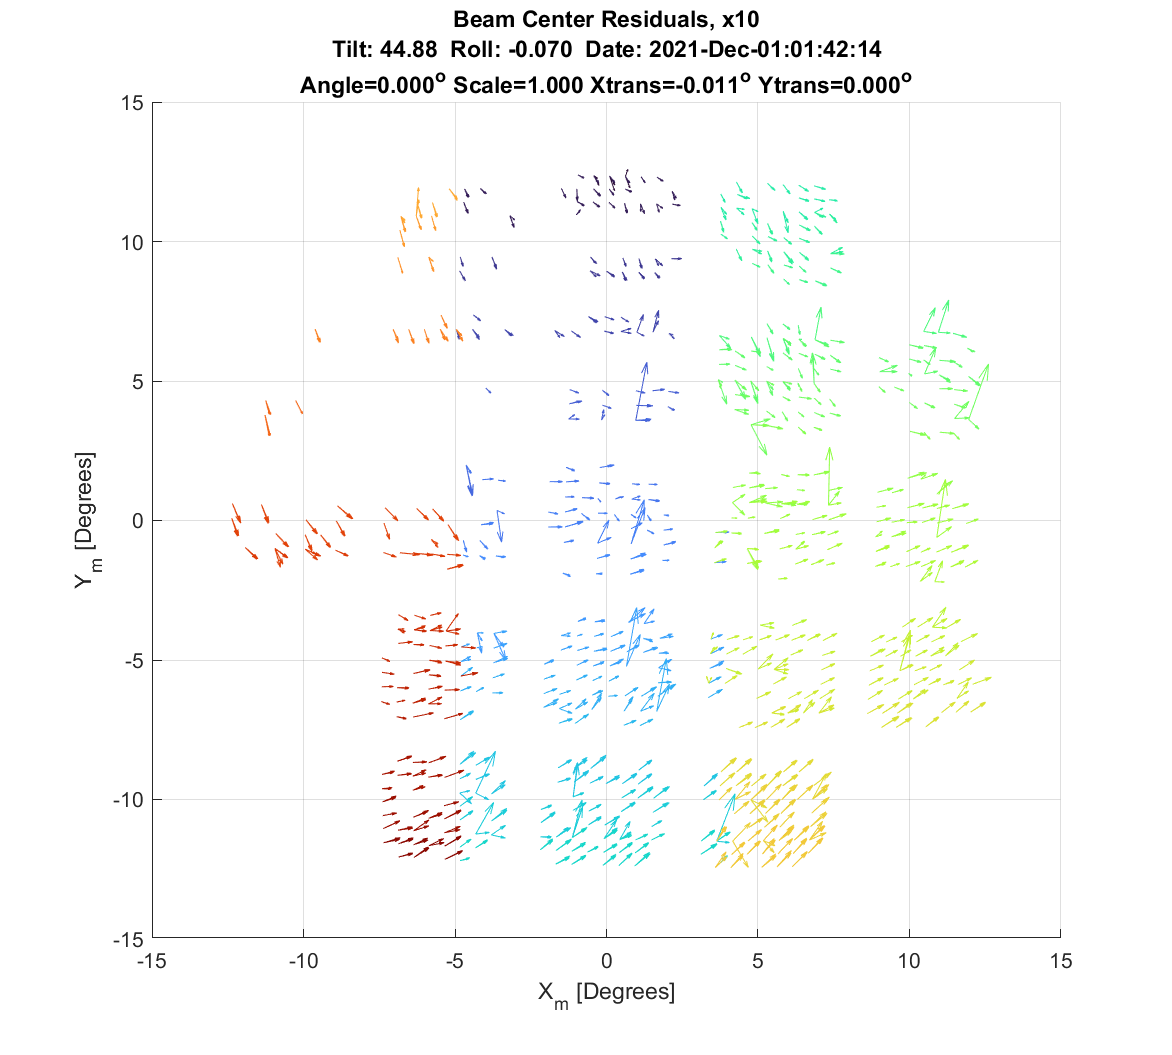 Beam Center Residuals, x10
Tilt: 44.88  Roll: -0.070  Date: 2021-Dec-01:01:42:14
Angle=0.000° Scale=1.000 Xtrans=-0.011° Ytrans=0.000°
15
10
5
0
-5
-10
-15
Y_m [Degrees]
-15 -10 -5 0 5 10 15
X_m [Degrees]